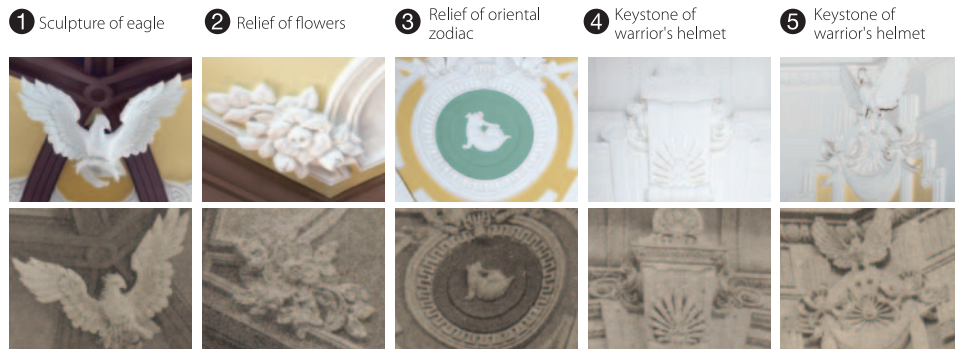 1 Sculpture of eagle
2 Relief of flowers
3 Relief of oriental
zodiac
4 Keystone of
warrior's helmet
5 Keystone of
warrior's helmet